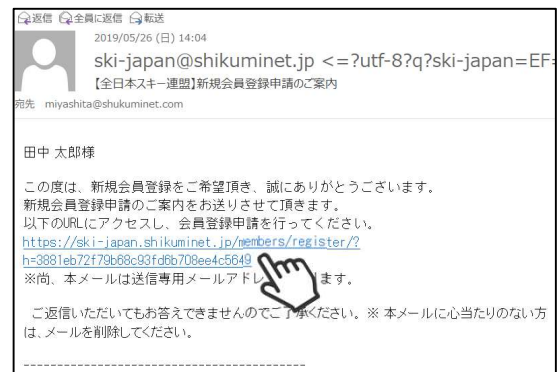 返信 全員に返信 転送
2019/05/26 (日) 14:04
ski-japan@shikuminet.jp <=?utf-8?q?ski-japan=EF=
【全日本スキー連盟】新規会員登録申請のご案内
宛先 miyashita@shukuminet.com
田中 太郎様
この度は、新規会員登録をご希望頂き、誠にありがとうございます。
新規会員登録申請のご案内をお送りさせて頂きます。
以下のURLにアクセスし、会員登録申請を行ってください。
https://ski-japan.shikuminet.jp/members/register/?
h=3881eb72f79b68c93fd6b708ee4c5649
※尚、本メールは送信専用メールアドレ ます。
ご返信いただいてもお答えできませんのでご了承ください。※ 本メールに心当たりのない方
は、メールを削除してください。
------------------------------------------